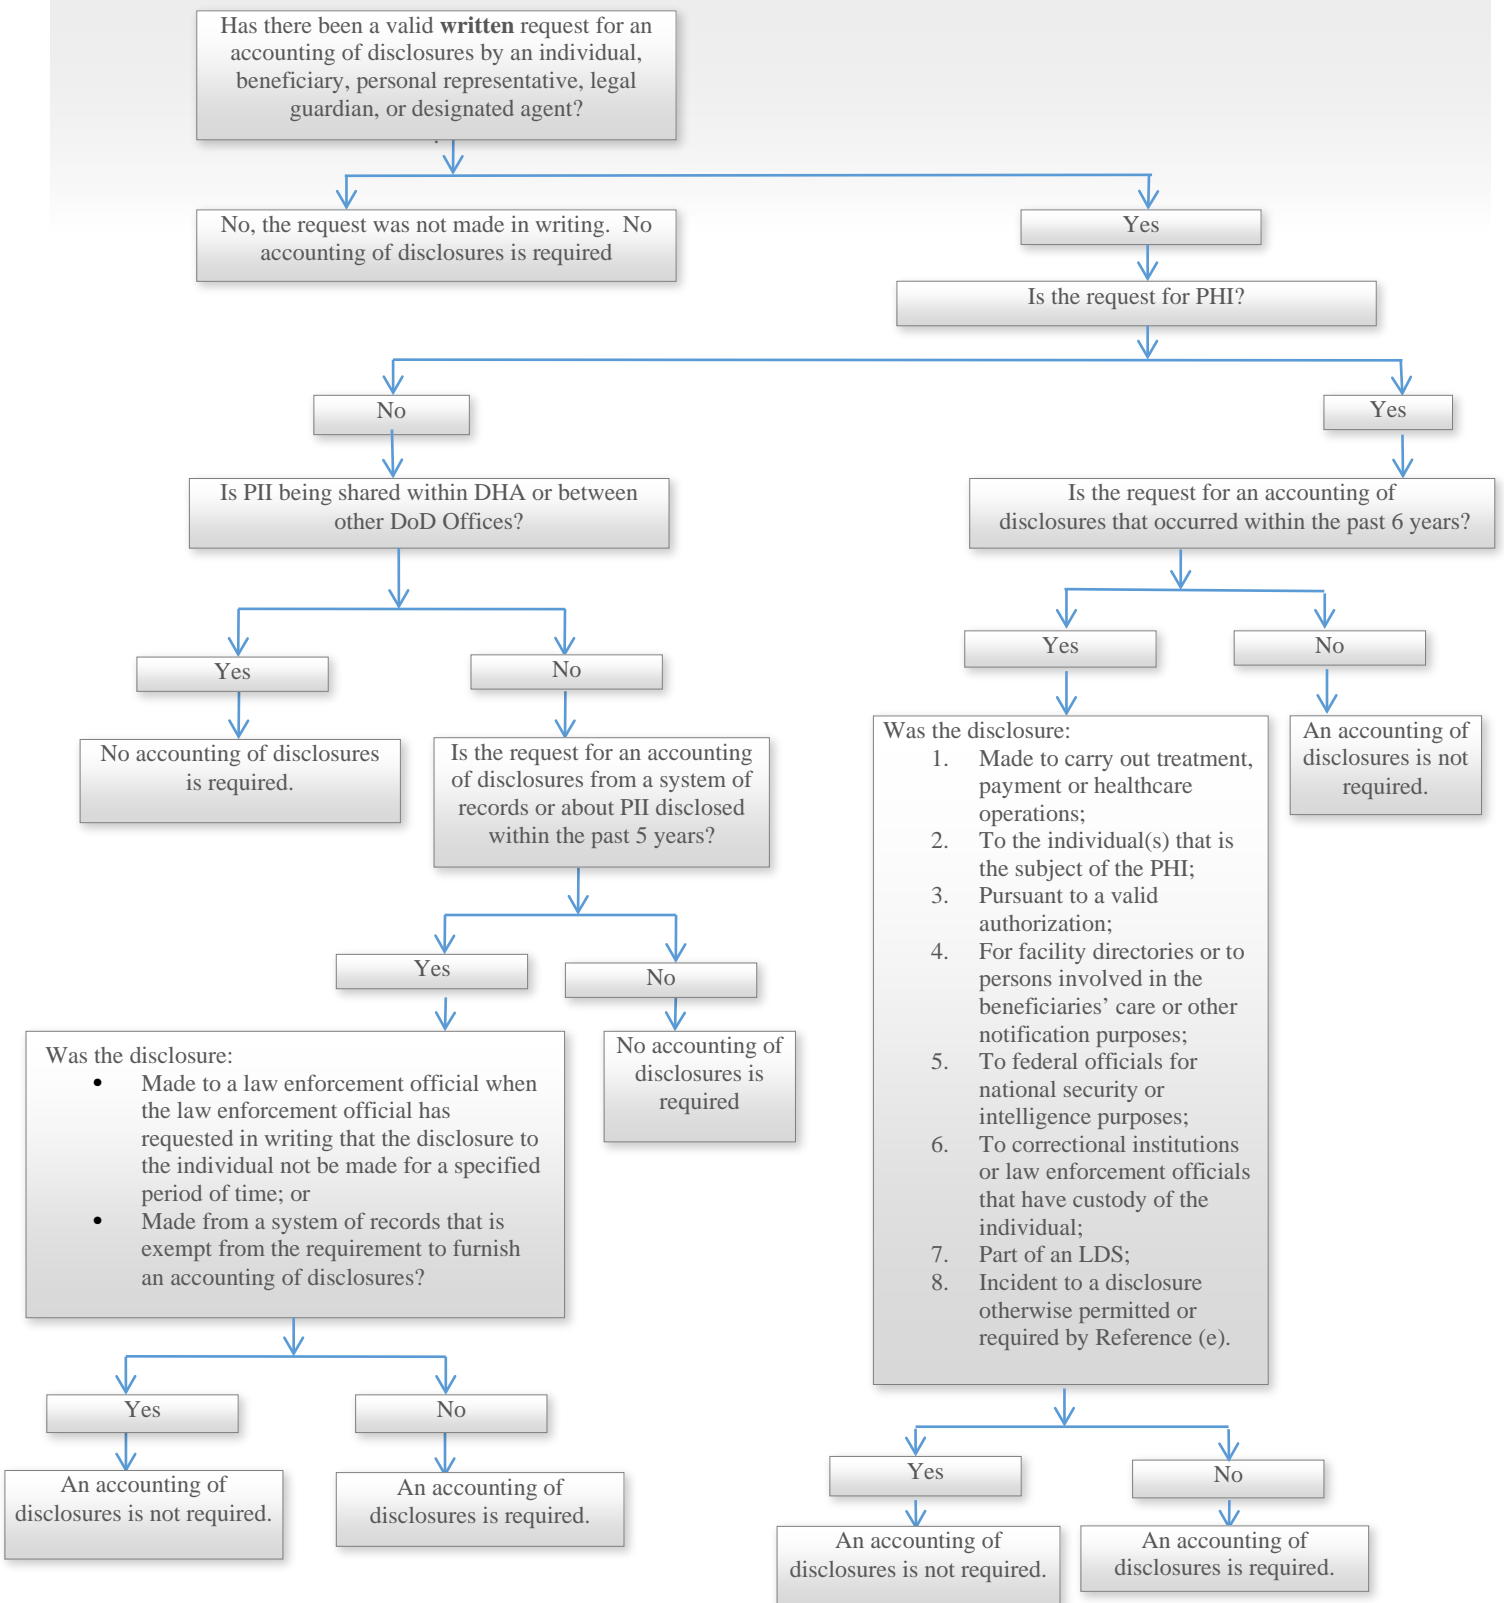 Has there been a valid written request for an
accounting of disclosures by an individual,
beneficiary, personal representative, legal
guardian, or designated agent?
.
No, the request was not made in writing.  No
accounting of disclosures is required
Yes
Is the request for PHI?
No
Yes
Is PII being shared within DHA or between
other DoD Offices?
Is the request for an accounting of
disclosures that occurred within the past 6 years?
Yes
No
Yes
No
No accounting of disclosures
is required.
Is the request for an accounting
of disclosures from a system of
records or about PII disclosed
within the past 5 years?
Was the disclosure:
1. Made to carry out treatment,
payment or healthcare
operations;
2. To the individual(s) that is
the subject of the PHI;
3. Pursuant to a valid
authorization;
4. For facility directories or to
persons involved in the
beneficiaries’ care or other
notification purposes;
5. To federal officials for
national security or
intelligence purposes;
6. To correctional institutions
or law enforcement officials
that have custody of the
individual;
7. Part of an LDS;
8. Incident to a disclosure
otherwise permitted or
required by Reference (e).
An accounting of
disclosures is not
required.
Yes
No
Was the disclosure:
• Made to a law enforcement official when
the law enforcement official has
requested in writing that the disclosure to
the individual not be made for a specified
period of time; or
• Made from a system of records that is
exempt from the requirement to furnish
an accounting of disclosures?
No accounting of
disclosures is
required
Yes
No
An accounting of
disclosures is not required.
An accounting of
disclosures is required.
Yes
No
An accounting of
disclosures is not required.
An accounting of
disclosures is required.